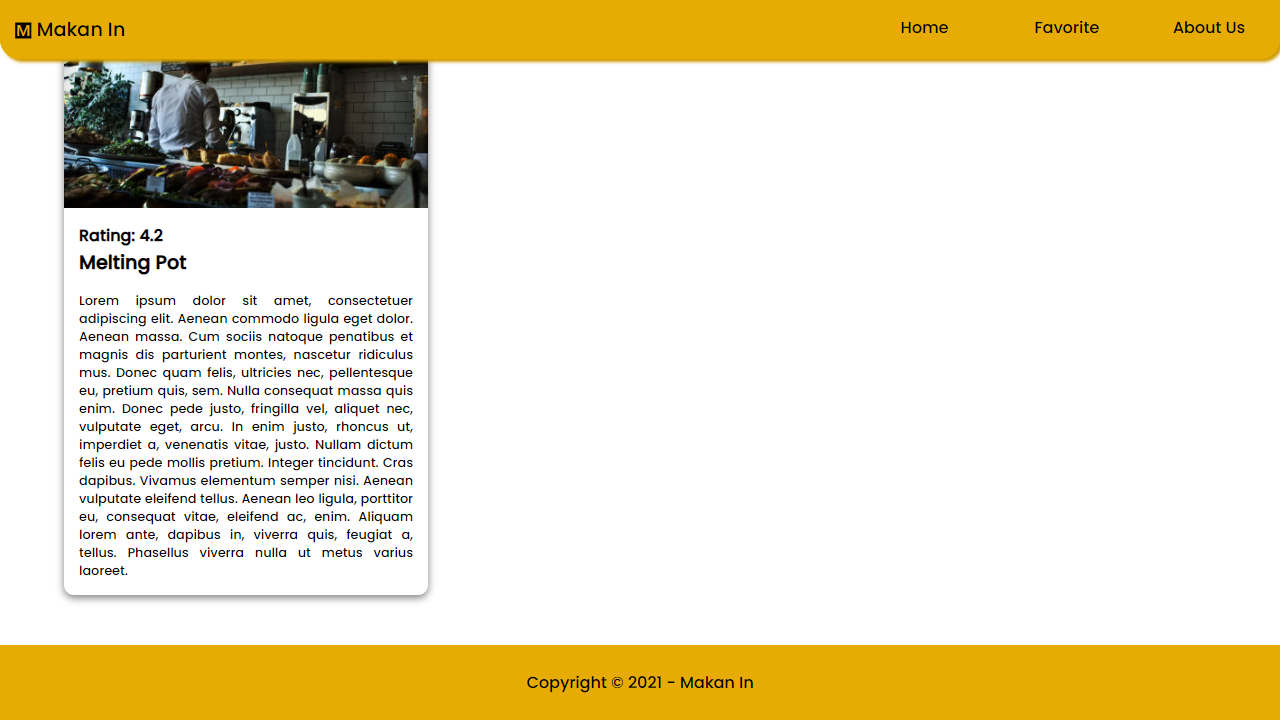 M Makan In
Home
Favorite
About Us
Rating: 4.2
Melting Pot
Lorem ipsum dolor sit amet, consectetuer
adipiscing elit. Aenean commodo ligula eget dolor.
Aenean massa. Cum sociis natoque penatibus et
magnis dis parturient montes, nascetur ridiculus
mus. Donec quam felis, ultricies nec, pellentesque
eu, pretium quis, sem. Nulla consequat massa quis
enim. Donec pede justo, fringilla vel, aliquet nec,
vulputate eget, arcu. In enim justo, rhoncus ut,
imperdiet a, venenatis vitae, justo. Nullam dictum
felis eu pede mollis pretium. Integer tincidunt. Cras
dapibus. Vivamus elementum semper nisi. Aenean
vulputate eleifend tellus. Aenean leo ligula, porttitor
eu, consequat vitae, eleifend ac, enim. Aliquam
lorem ante, dapibus in, viverra quis, feugiat a,
tellus. Phasellus viverra nulla ut metus varius
laoreet.
Copyright © 2021 - Makan In